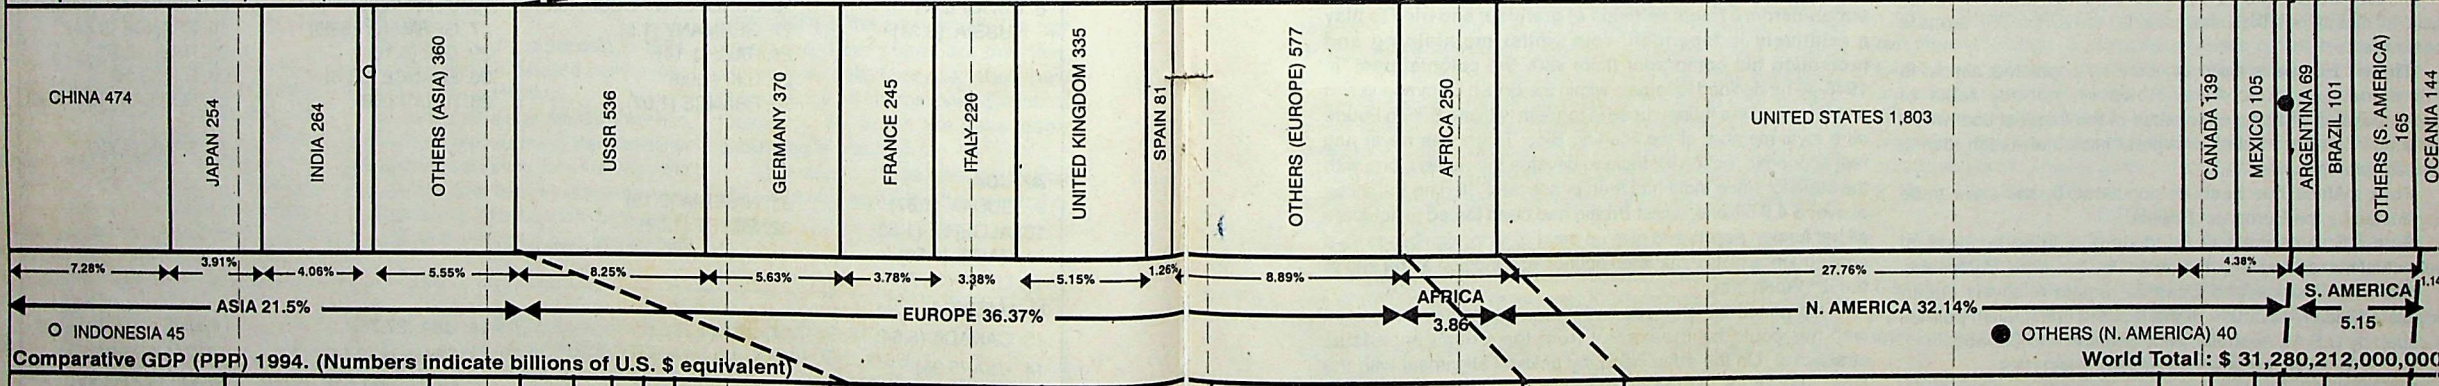 CHINA 474
JAPAN 254
INDIA 264
OTHERS (ASIA) 360
USSR 536
GERMANY 370
FRANCE 245
ITALY 220
UNITED KINGDOM 335
SPAIN 81
OTHERS (EUROPE) 577
AFRICA 250
UNITED STATES 1,803
CANADA 139
MEXICO 105
ARGENTINA 69
BRAZIL 101
OTHERS (S. AMERICA)
165
OCEANIA 144
7.28% 3.91% 4.06% 5.55% 8.25% 5.63% 3.78% 3.38% 5.15% 1.26% 8.89% 27.76% 4.38%
ASIA 21.5% EUROPE 36.37% AFRICA 3.86 N. AMERICA 32.14% S. AMERICA 5.15 1.14
INDONESIA 45
OTHERS (N. AMERICA) 40
Comparative GDP (PPP) 1994. (Numbers indicate billions of U.S. $ equivalent)
World Total: $ 31,280,212,000,000